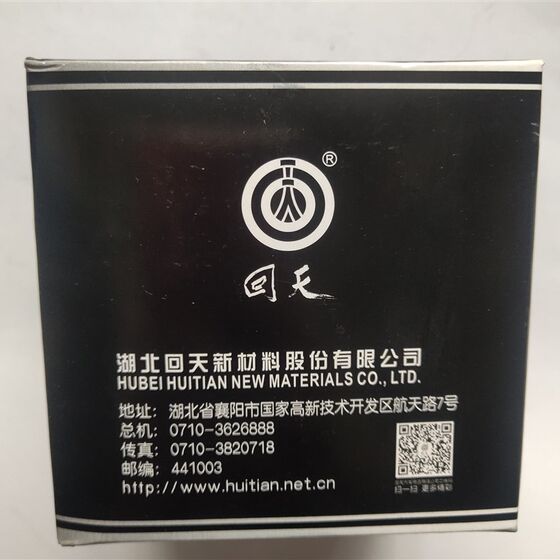 ®
回天
湖北回天新材料股份有限公司
HUBEI HUITIAN NEW MATERIALS CO., LTD.
地址: 湖北省襄阳市国家高新技术开发区航天路7号
总机: 0710-3626888
传真: 0710-3820718
邮编: 441003
http://www.huitian.net.cn
扫一扫 更多精彩